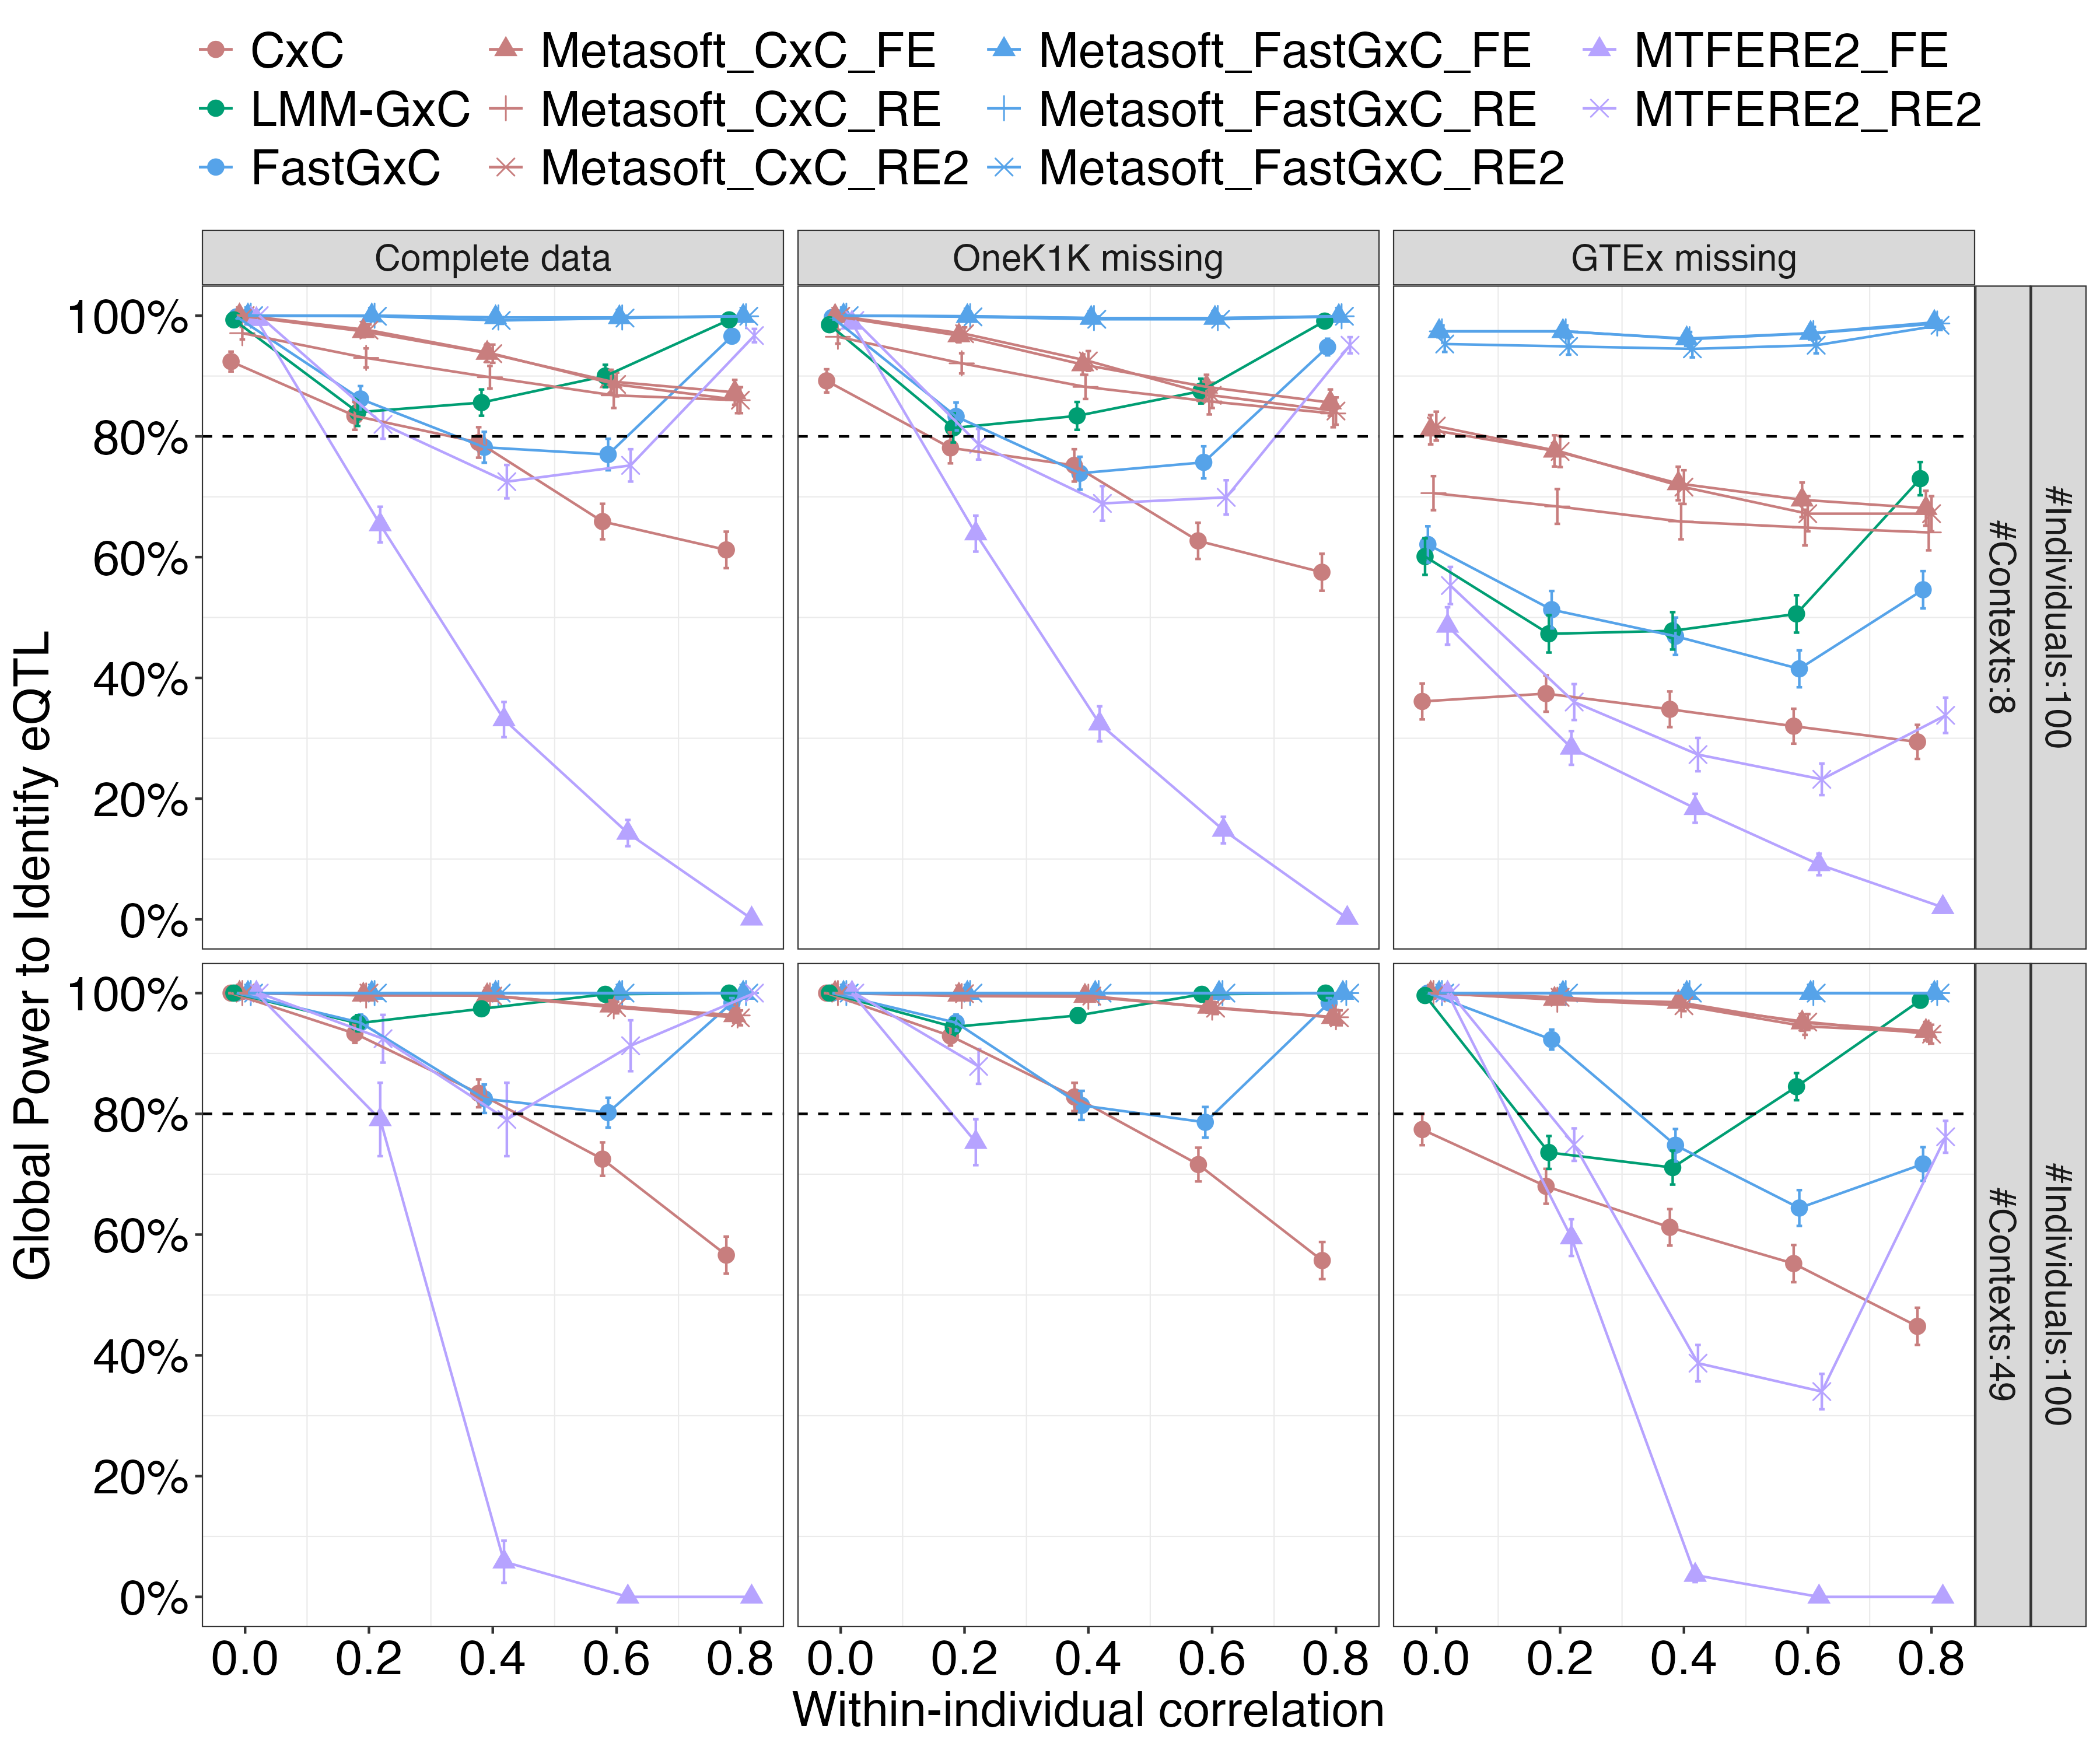 CxC Metasoft_CxC_FE Metasoft_FastGxC_FE MTFERE2_FE
LMM-GxC Metasoft_CxC_RE Metasoft_FastGxC_RE MTFERE2_RE2
FastGxC Metasoft_CxC_RE2 Metasoft_FastGxC_RE2
Complete data OneK1K missing GTEx missing
100%
80%
60%
40%
20%
0%
#Contexts:8
#Individuals:100
Global Power to Identify eQTL
100%
80%
60%
40%
20%
0%
#Contexts:49
#Individuals:100
0.0 0.2 0.4 0.6 0.8 0.0 0.2 0.4 0.6 0.8 0.0 0.2 0.4 0.6 0.8
Within-individual correlation